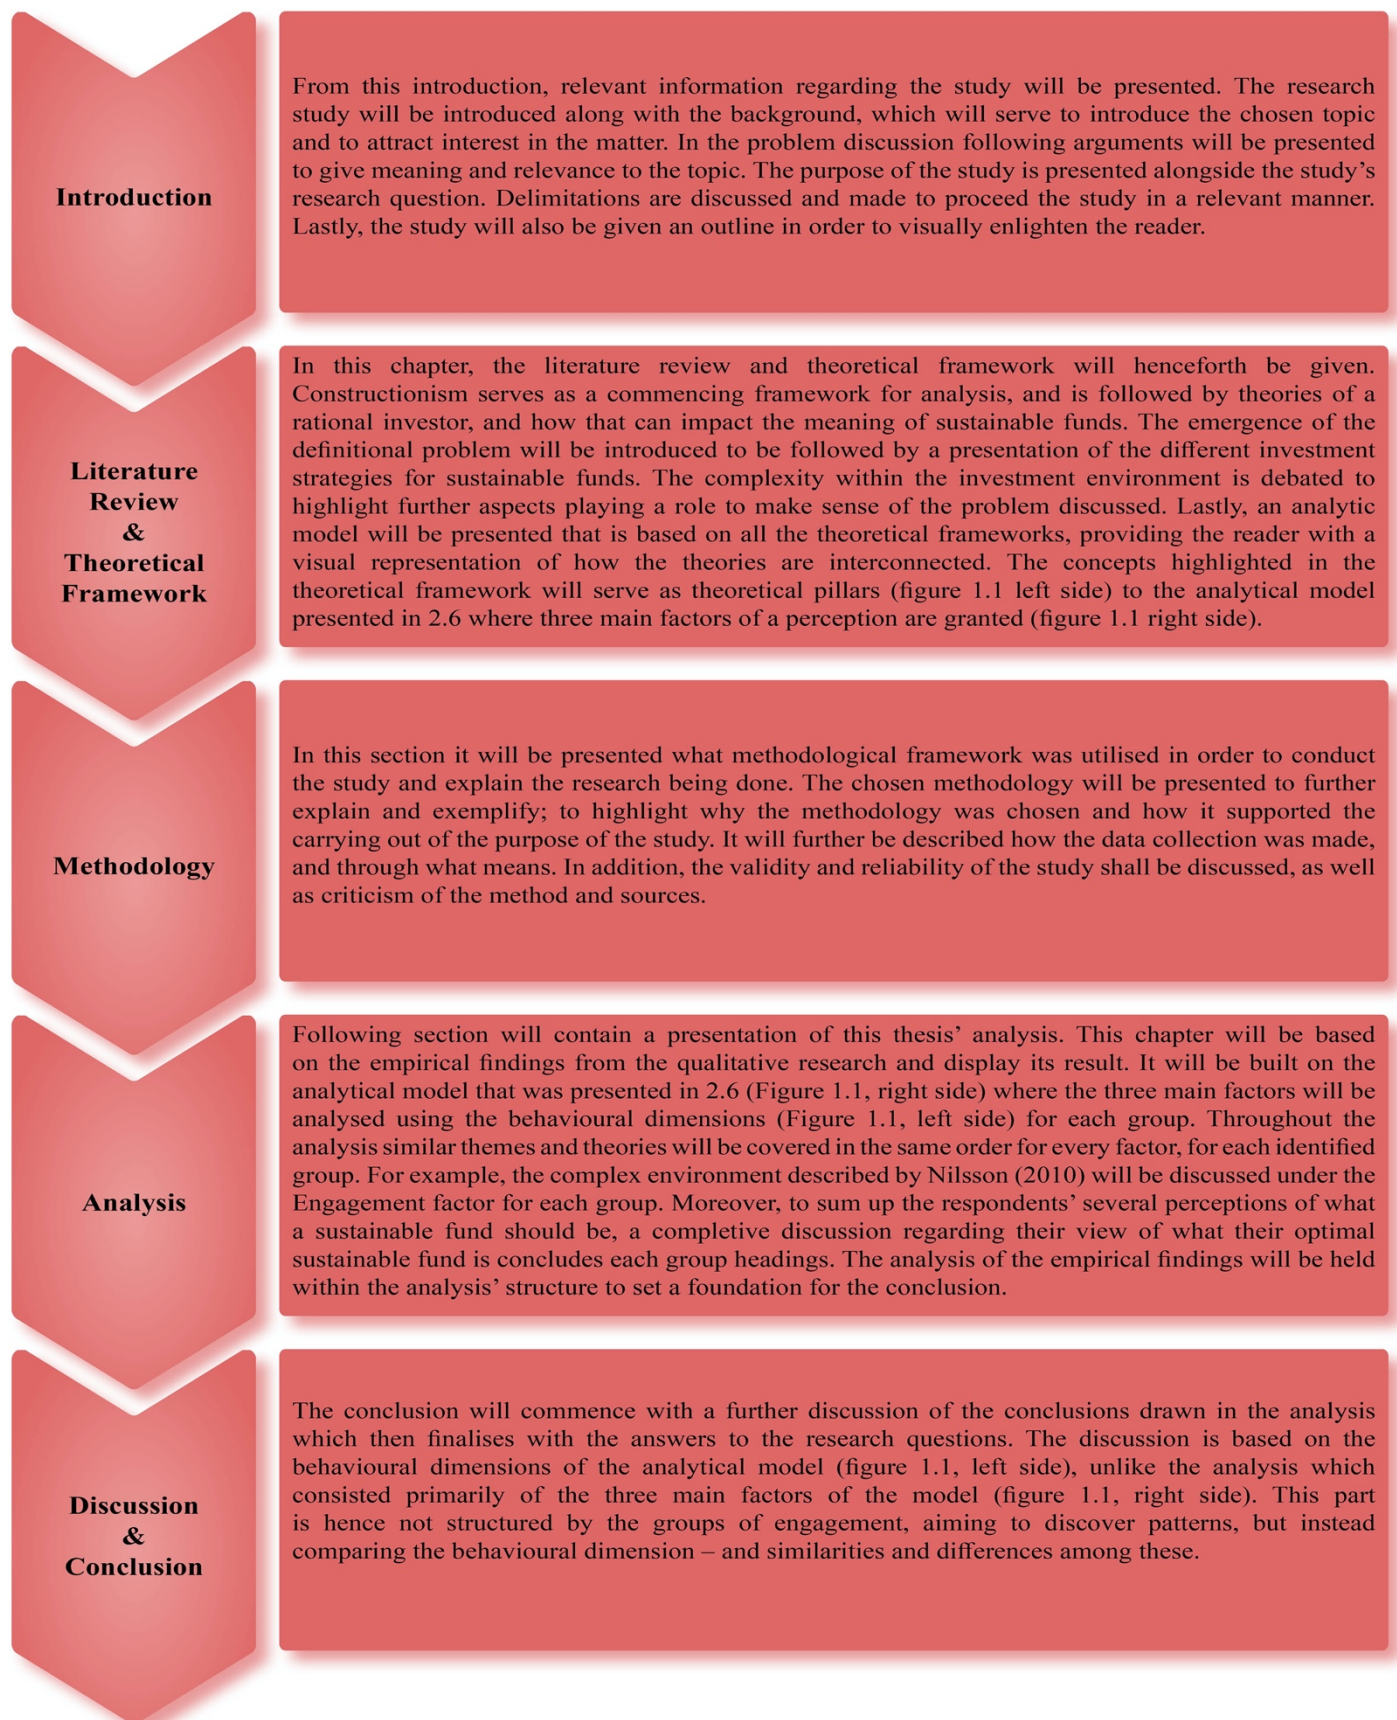 Introduction
From this introduction, relevant information regarding the study will be presented. The research
study will be introduced along with the background, which will serve to introduce the chosen topic
and to attract interest in the matter. In the problem discussion following arguments will be presented
to give meaning and relevance to the topic. The purpose of the study is presented alongside the study’s
research question. Delimitations are discussed and made to proceed the study in a relevant manner.
Lastly, the study will also be given an outline in order to visually enlighten the reader.
Literature
Review
&
Theoretical
Framework
In this chapter, the literature review and theoretical framework will henceforth be given.
Constructionism serves as a commencing framework for analysis, and is followed by theories of a
rational investor, and how that can impact the meaning of sustainable funds. The emergence of the
definitional problem will be introduced to be followed by a presentation of the different investment
strategies for sustainable funds. The complexity within the investment environment is debated to
highlight further aspects playing a role to make sense of the problem discussed. Lastly, an analytic
model will be presented that is based on all the theoretical frameworks, providing the reader with a
visual representation of how the theories are interconnected. The concepts highlighted in the
theoretical framework will serve as theoretical pillars (figure 1.1 left side) to the analytical model
presented in 2.6 where three main factors of a perception are granted (figure 1.1 right side).
Methodology
In this section it will be presented what methodological framework was utilised in order to conduct
the study and explain the research being done. The chosen methodology will be presented to further
explain and exemplify; to highlight why the methodology was chosen and how it supported the
carrying out of the purpose of the study. It will further be described how the data collection was made,
and through what means. In addition, the validity and reliability of the study shall be discussed, as well
as criticism of the method and sources.
Analysis
Following section will contain a presentation of this thesis’ analysis. This chapter will be based
on the empirical findings from the qualitative research and display its result. It will be built on the
analytical model that was presented in 2.6 (Figure 1.1, right side) where the three main factors will be
analysed using the behavioural dimensions (Figure 1.1, left side) for each group. Throughout the
analysis similar themes and theories will be covered in the same order for every factor, for each identified
group. For example, the complex environment described by Nilsson (2010) will be discussed under the
Engagement factor for each group. Moreover, to sum up the respondents’ several perceptions of what
a sustainable fund should be, a completive discussion regarding their view of what their optimal
sustainable fund is concludes each group headings. The analysis of the empirical findings will be held
within the analysis’ structure to set a foundation for the conclusion.
Discussion
&
Conclusion
The conclusion will commence with a further discussion of the conclusions drawn in the analysis
which then finalises with the answers to the research questions. The discussion is based on the
behavioural dimensions of the analytical model (figure 1.1, left side), unlike the analysis which
consisted primarily of the three main factors of the model (figure 1.1, right side). This part
is hence not structured by the groups of engagement, aiming to discover patterns, but instead
comparing the behavioural dimension – and similarities and differences among these.